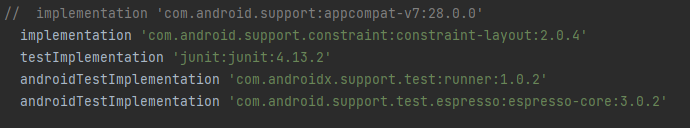 //  implementation 'com.android.support:appcompat-v7:28.0.0'
implementation 'com.android.support.constraint:constraint-layout:2.0.4'
testImplementation 'junit:junit:4.13.2'
androidTestImplementation 'com.androidx.support.test:runner:1.0.2'
androidTestImplementation 'com.android.support.test.espresso:espresso-core:3.0.2'